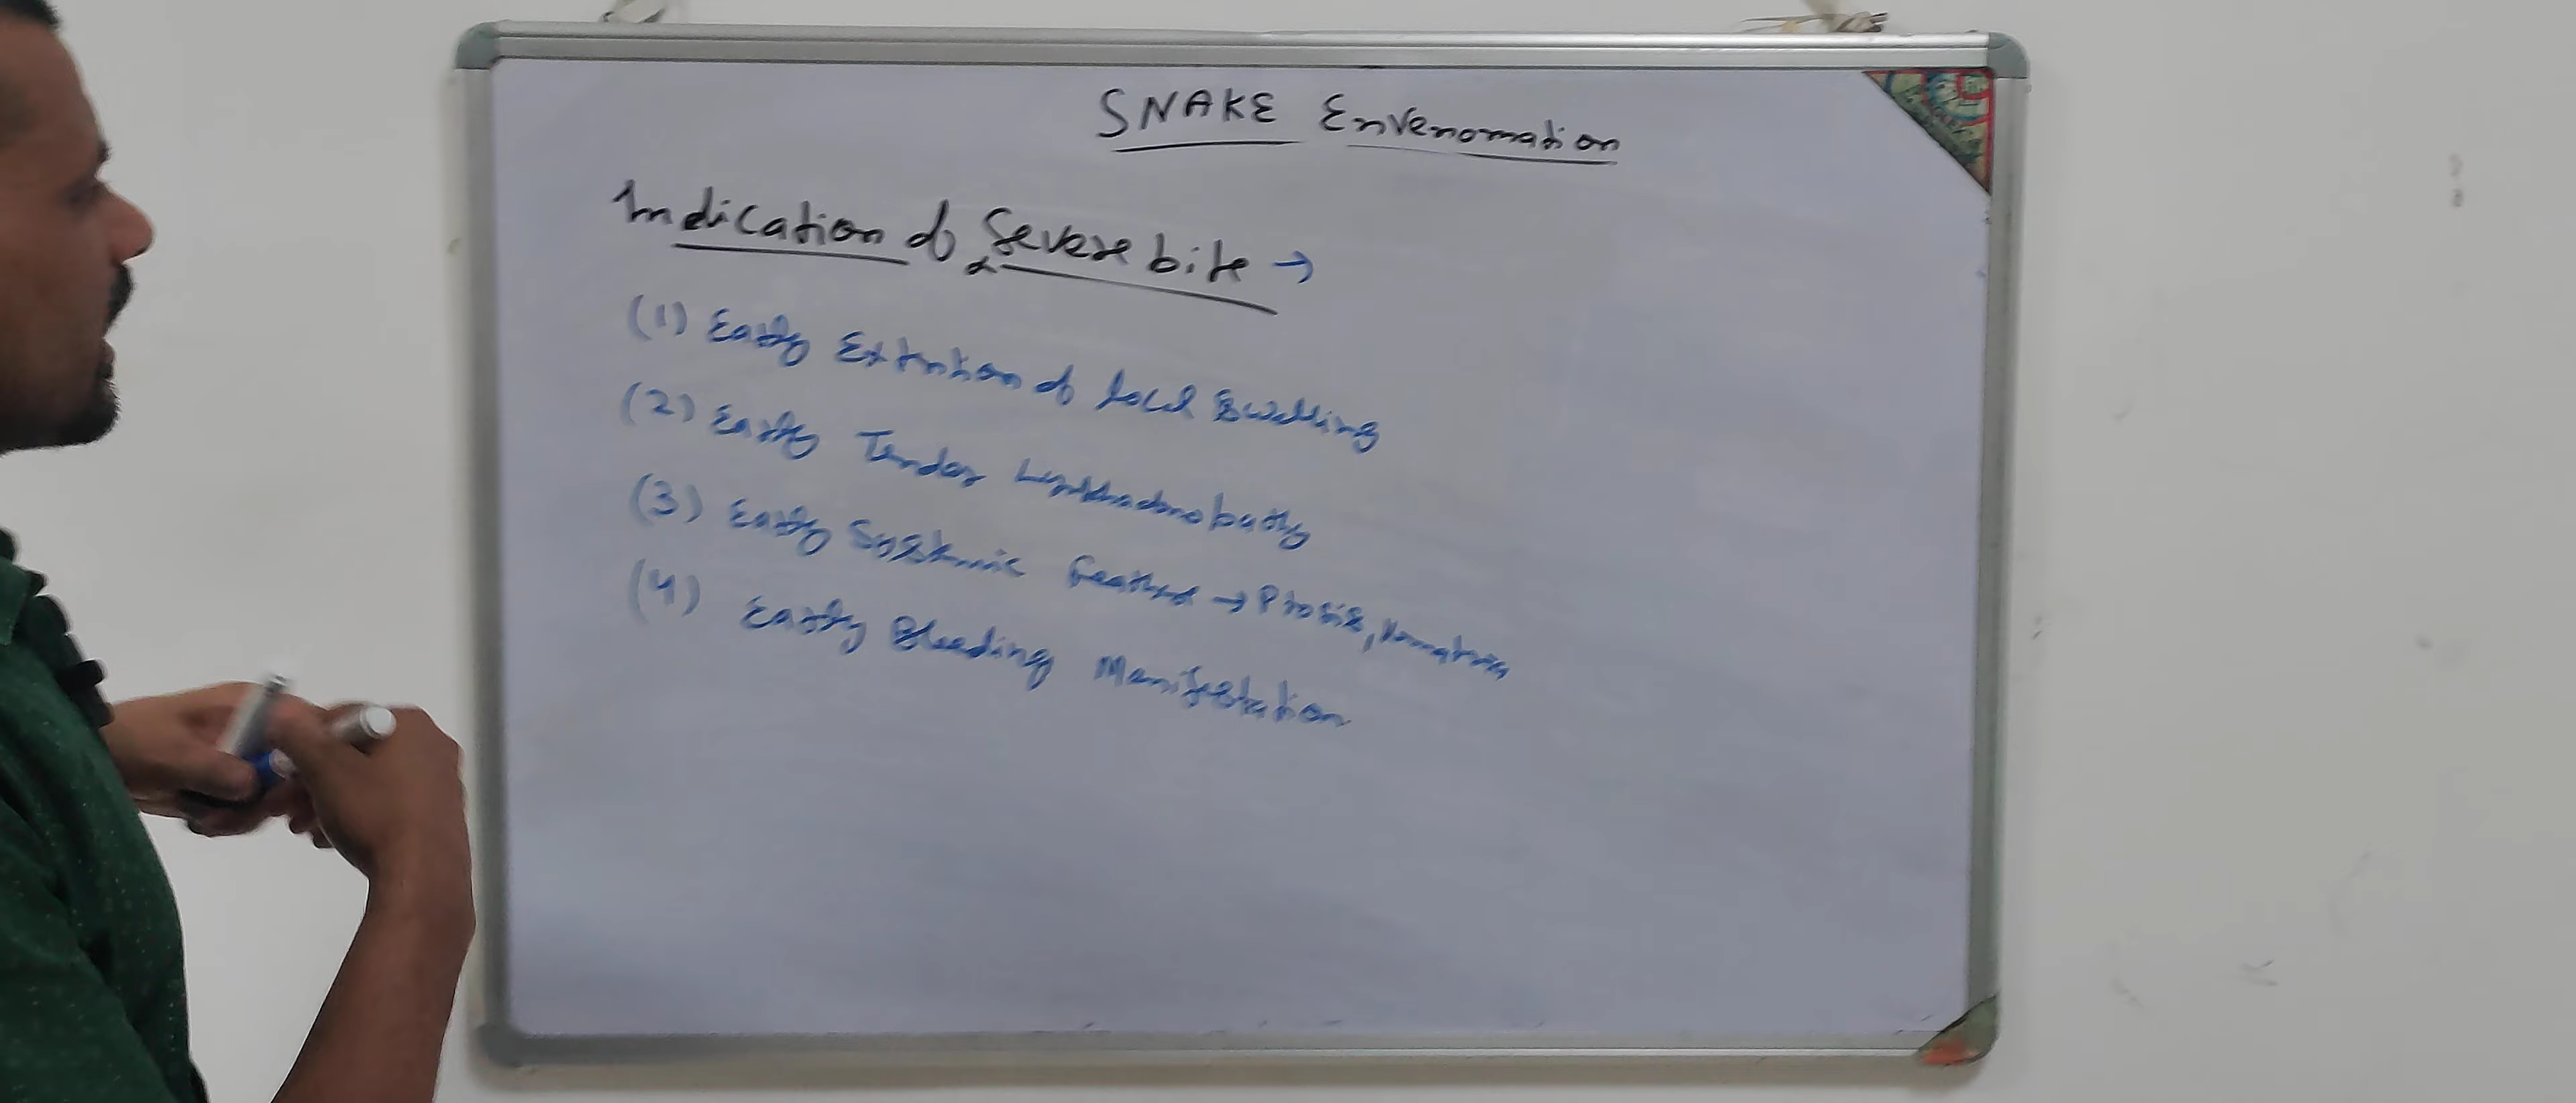 SNAKE Envenomation
Indication of Severe bite →
(1) Early Extension of local Swelling
(2) Early Tender Lymphadenopathy
(3) Early Systemic features → Ptosis, Hematuria
(4) Early Bleeding Manifestation